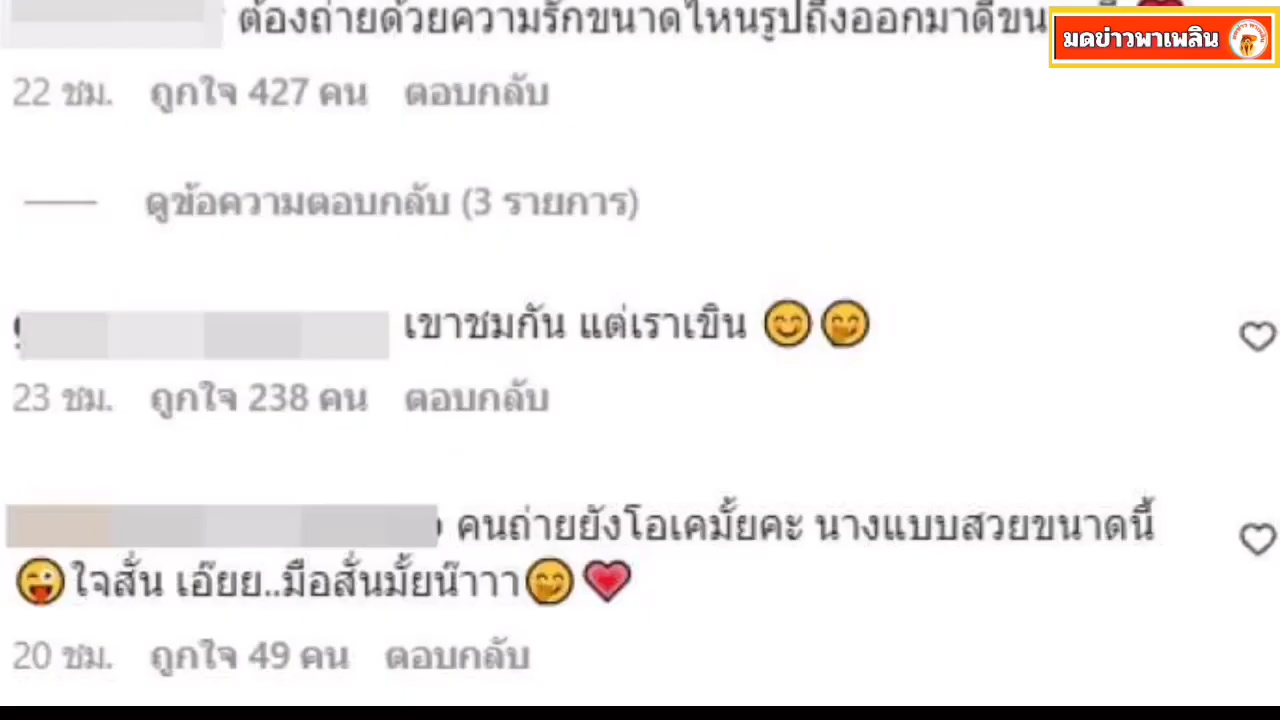 ต้องถ่ายด้วยความรักขนาดไหนรูปถึงออกมาดีขน
มดข่าวพาเพลิน
22 ชม. ถูกใจ 427 คน ตอบกลับ
ดูข้อความตอบกลับ (3 รายการ)
เขาชมกัน แต่เราเขิน 😊🤭
23 ชม. ถูกใจ 238 คน ตอบกลับ
คนถ่ายยังโอเคมั้ยคะ นางแบบสวยขนาดนี้
😜ใจสั่น เอ๊ยย..มือสั่นมั้ยน๊าาา🤭💗
20 ชม. ถูกใจ 49 คน ตอบกลับ